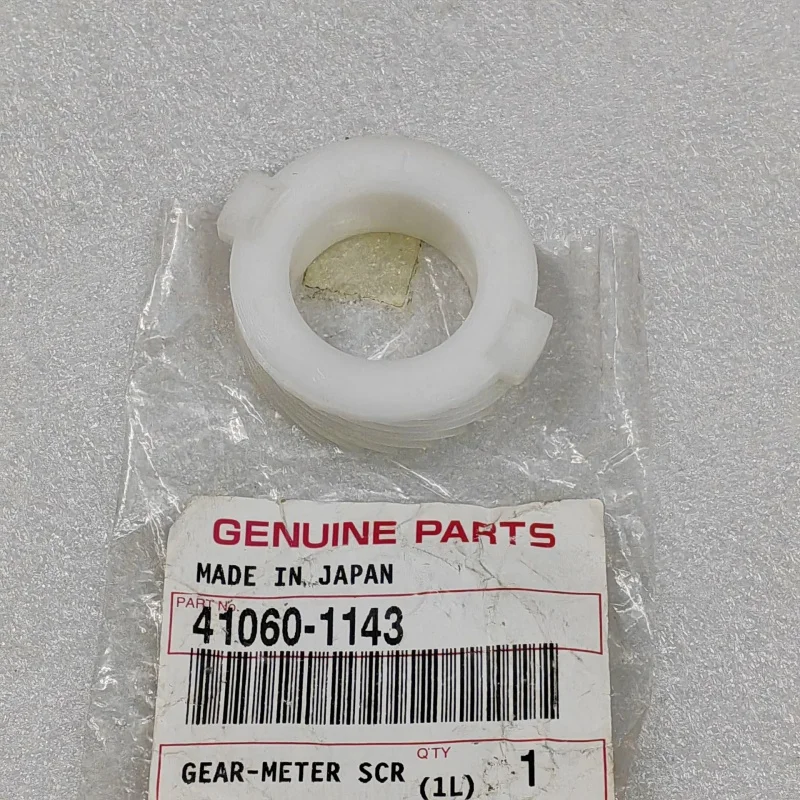 GENUINE PARTS
MADE IN JAPAN
PART No.
41060-1143
Q'TY
GEAR-METER SCR (1L) 1